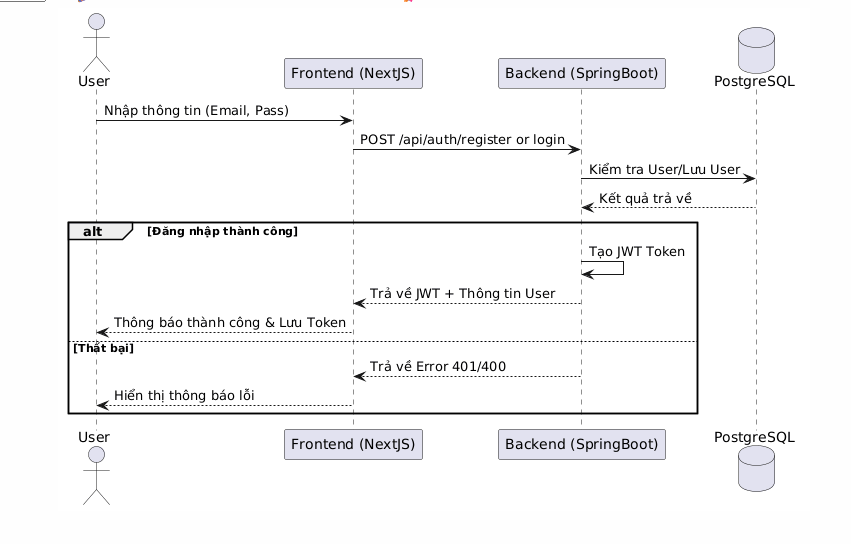 User
Frontend (NextJS)
Backend (SpringBoot)
PostgreSQL
Nhập thông tin (Email, Pass)
POST /api/auth/register or login
Kiểm tra User/Lưu User
Kết quả trả về
alt
[Đăng nhập thành công]
Tạo JWT Token
Trả về JWT + Thông tin User
Thông báo thành công & Lưu Token
[Thất bại]
Trả về Error 401/400
Hiển thị thông báo lỗi
User
Frontend (NextJS)
Backend (SpringBoot)
PostgreSQL